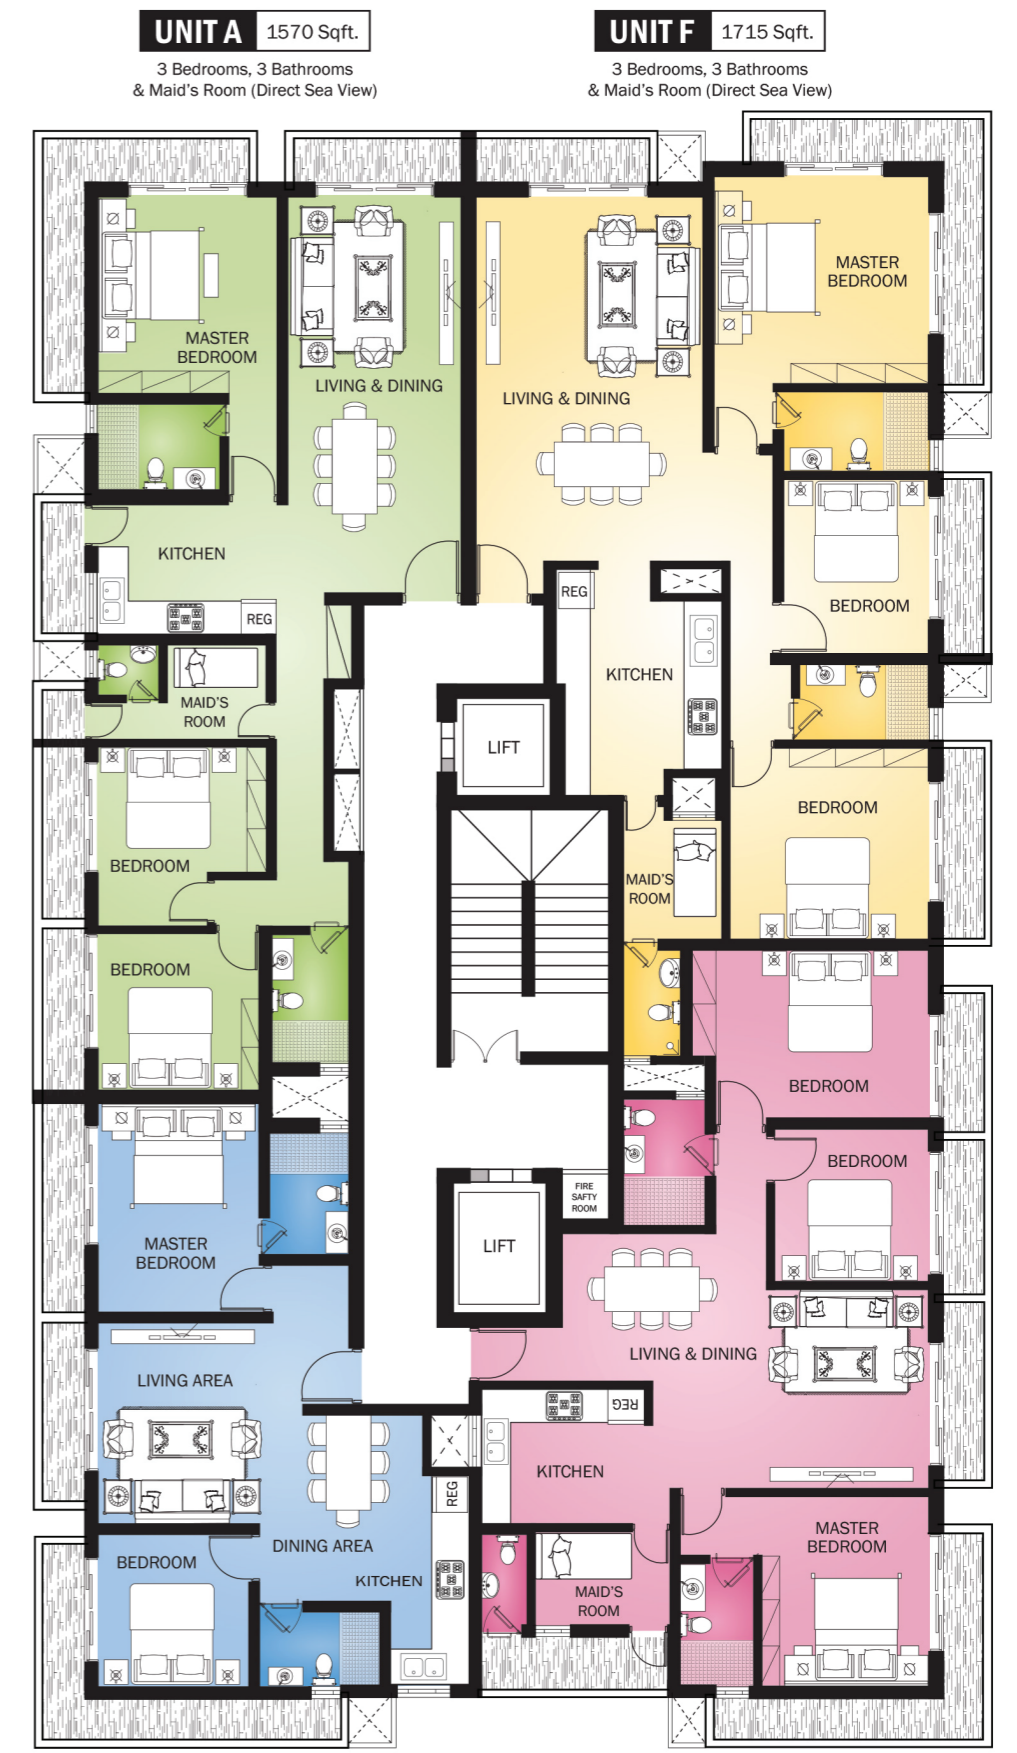 UNIT A 1570 Sqft.
3 Bedrooms, 3 Bathrooms
& Maid's Room (Direct Sea View)
UNIT F 1715 Sqft.
3 Bedrooms, 3 Bathrooms
& Maid's Room (Direct Sea View)
MASTER
BEDROOM
LIVING & DINING
KITCHEN
REG
MAID'S
ROOM
BEDROOM
BEDROOM
LIVING & DINING
MASTER
BEDROOM
BEDROOM
REG
KITCHEN
BEDROOM
MAID'S
ROOM
LIFT
FIRE
SAFTY
ROOM
LIFT
MASTER
BEDROOM
LIVING AREA
DINING AREA
REG
KITCHEN
BEDROOM
BEDROOM
BEDROOM
LIVING & DINING
REG
KITCHEN
MAID'S
ROOM
MASTER
BEDROOM